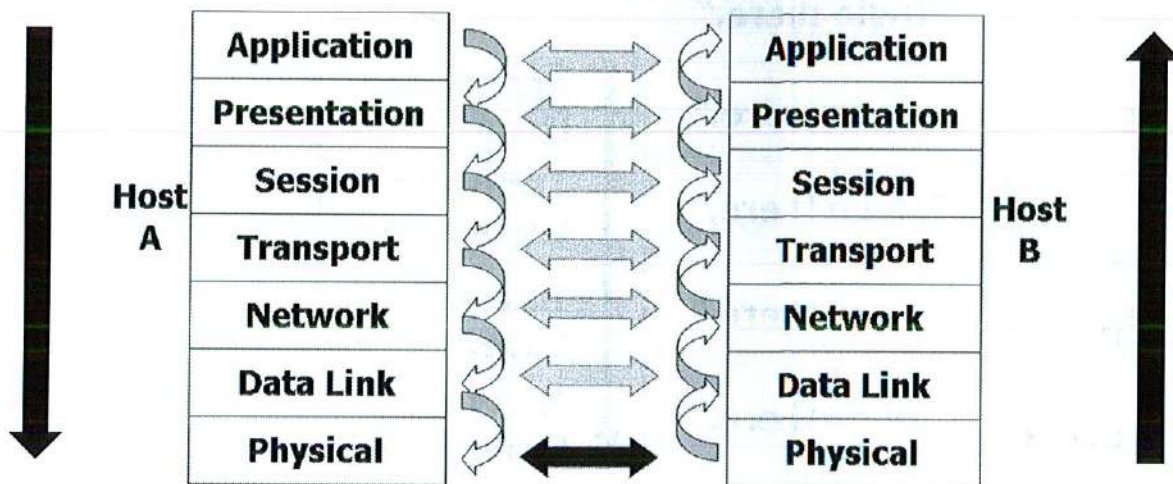 Application
Presentation
Session
Transport
Network
Data Link
Physical
Host
A
Application
Presentation
Session
Transport
Network
Data Link
Physical
Host
B